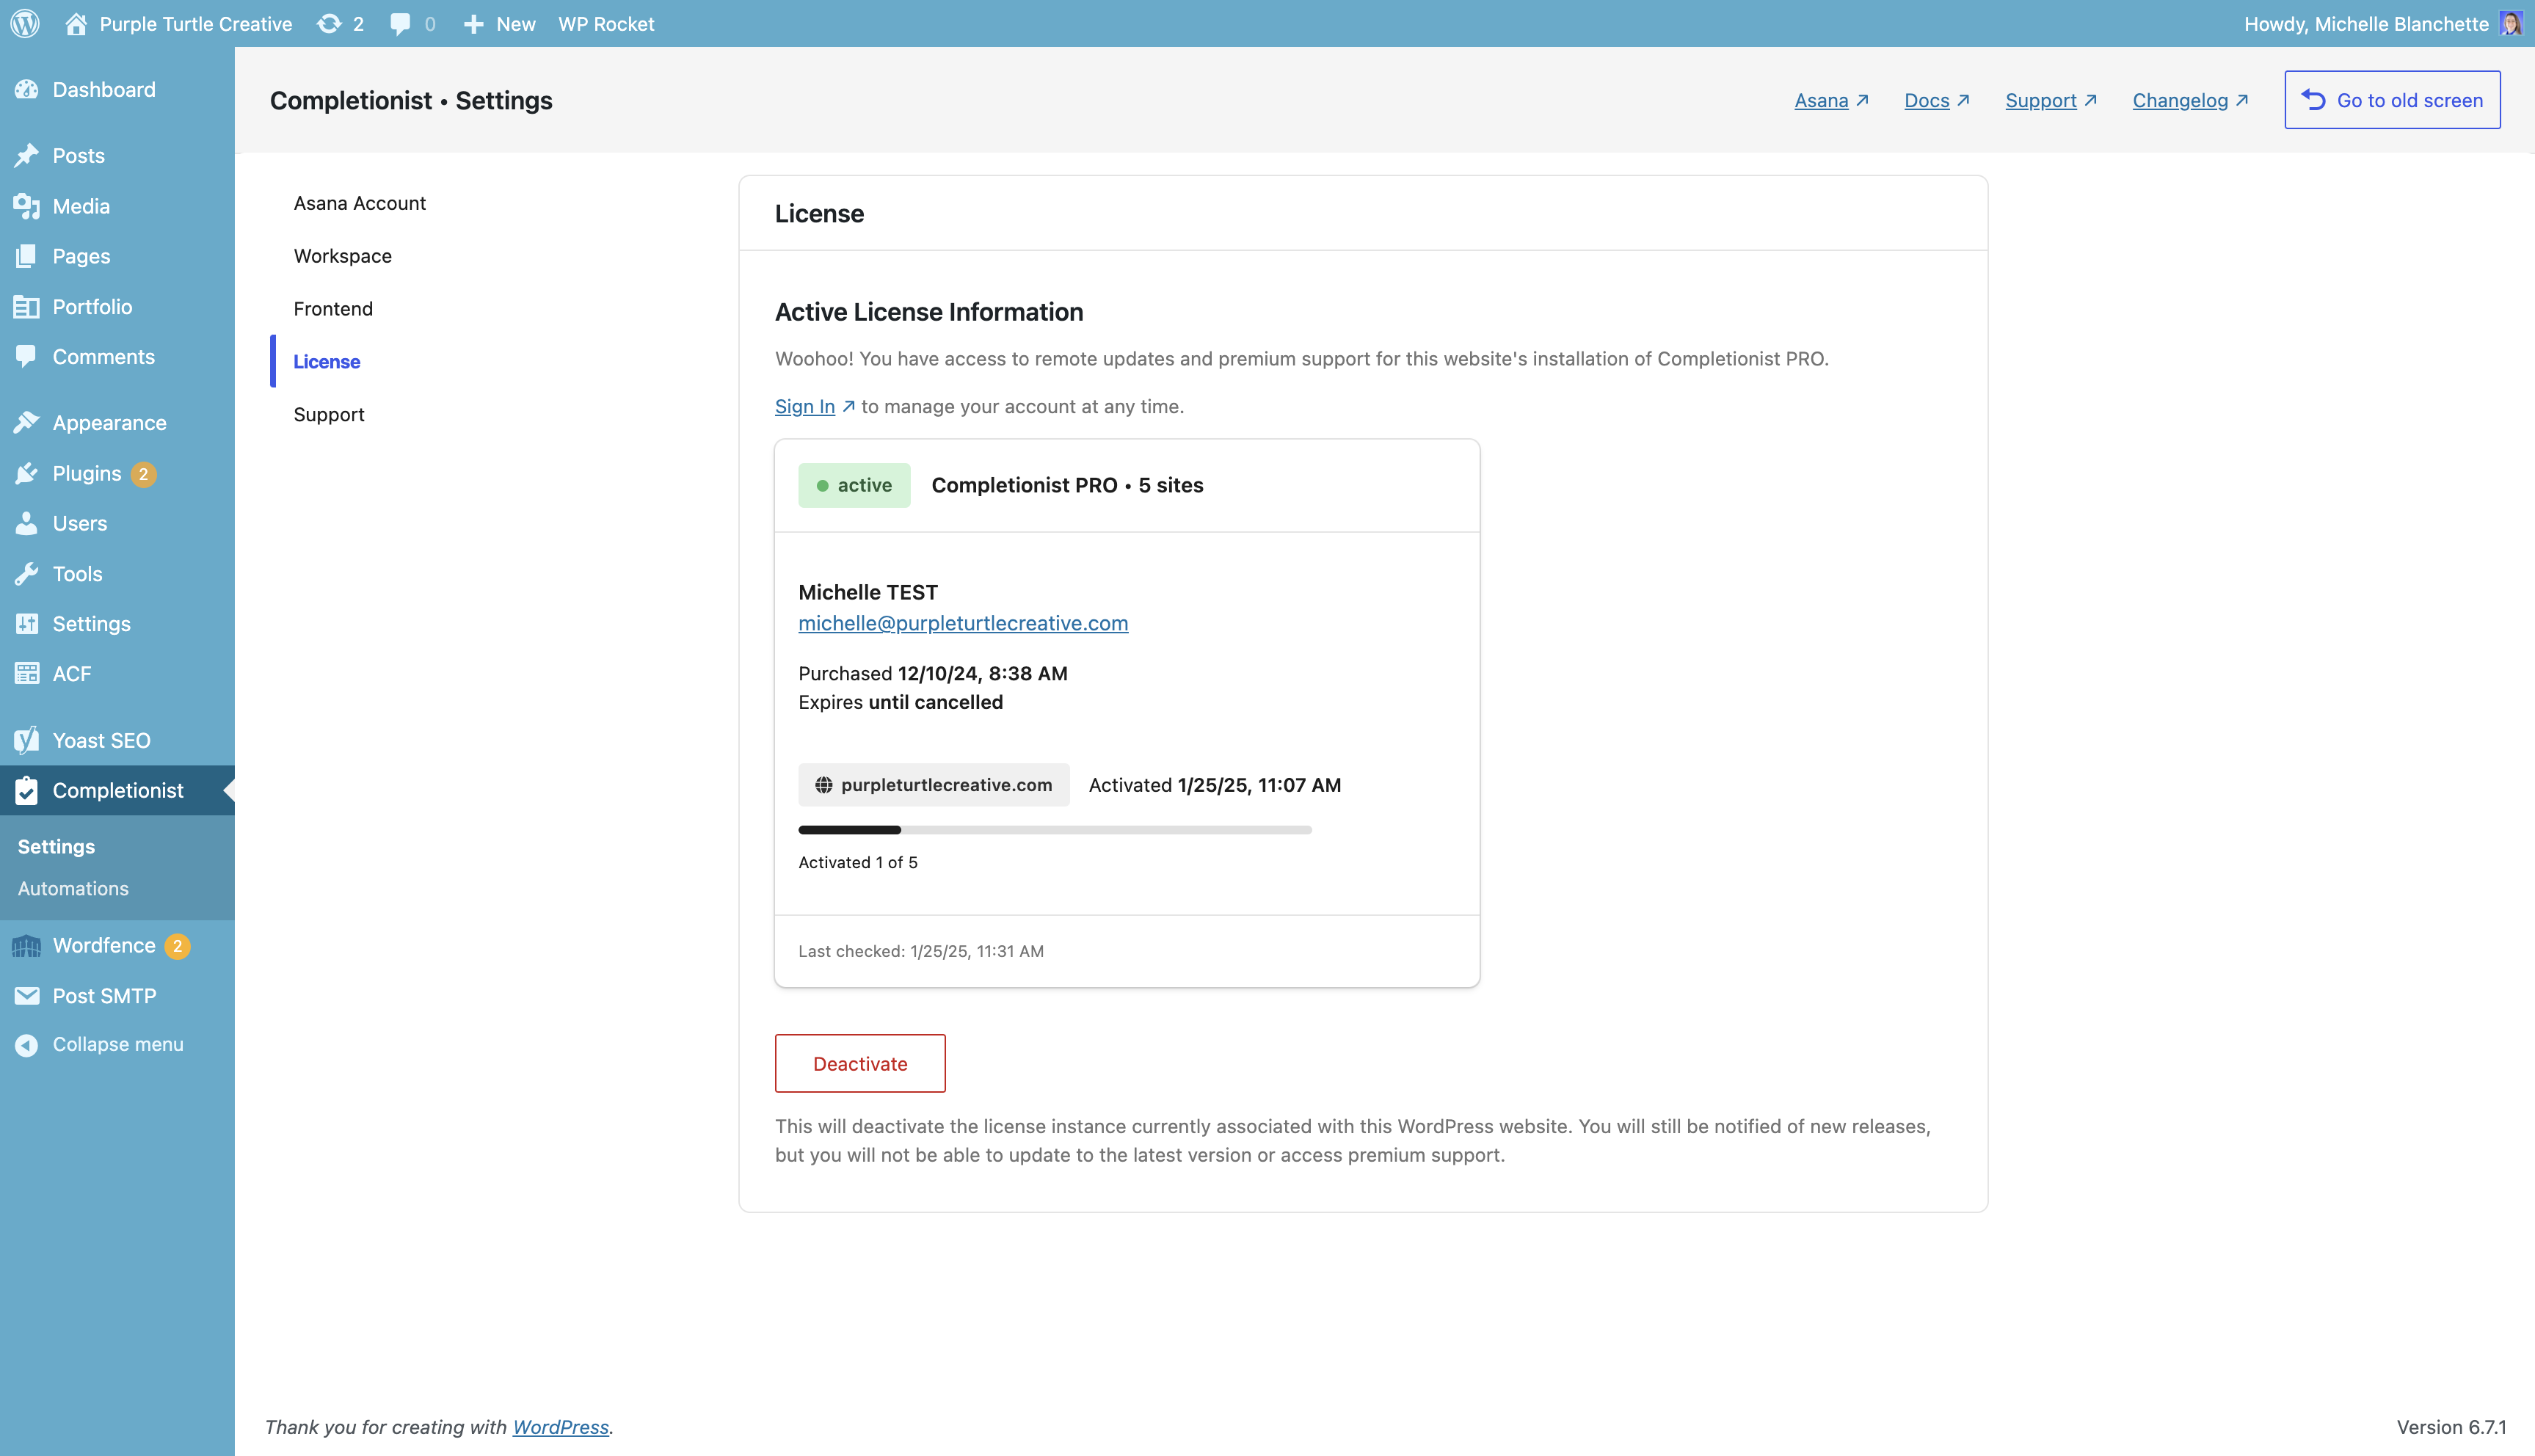 Purple Turtle Creative 2 0 New WP Rocket Howdy, Michelle Blanchette
Dashboard
Posts
Media
Pages
Portfolio
Comments
Appearance
Plugins 2
Users
Tools
Settings
ACF
Yoast SEO
Completionist
Settings
Automations
Wordfence 2
Post SMTP
Collapse menu
Completionist • Settings
Asana ↗ Docs ↗ Support ↗ Changelog ↗ Go to old screen
Asana Account
Workspace
Frontend
License
Support
License
Active License Information
Woohoo! You have access to remote updates and premium support for this website's installation of Completionist PRO.
Sign In ↗ to manage your account at any time.
active Completionist PRO • 5 sites
Michelle TEST
michelle@purpleturtlecreative.com
Purchased 12/10/24, 8:38 AM
Expires until cancelled
purpleturtlecreative.com Activated 1/25/25, 11:07 AM
Activated 1 of 5
Last checked: 1/25/25, 11:31 AM
Deactivate
This will deactivate the license instance currently associated with this WordPress website. You will still be notified of new releases,
but you will not be able to update to the latest version or access premium support.
Thank you for creating with WordPress. Version 6.7.1